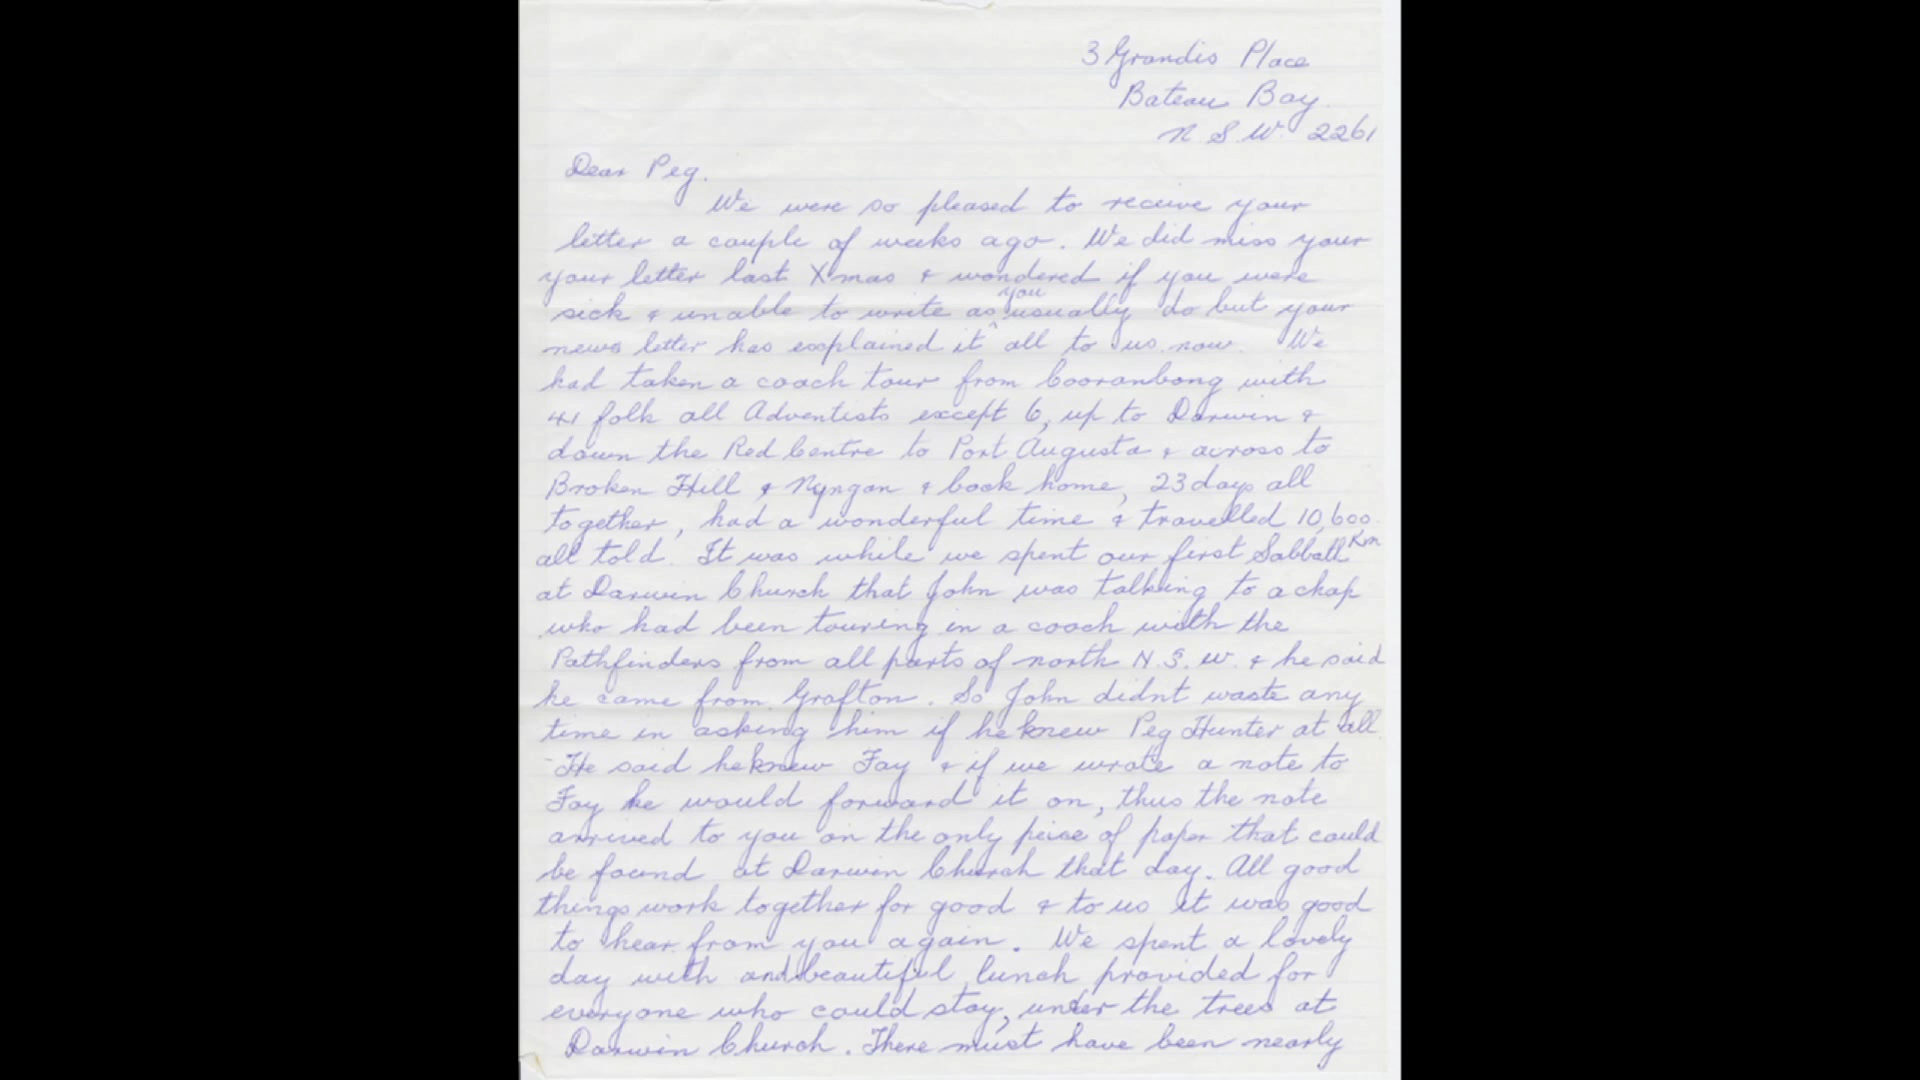 3 Grandis Place
Bateau Bay.
N. S. W. 2261
Dear Peg.
We were so pleased to receive your
letter a couple of weeks ago. We did miss your
your letter last Xmas & wondered if you were
you
sick & unable to write as usually do but your
news letter has explained it all to us now. We
had taken a coach tour from Cooranbong with
41 folk all Adventists except 6, up to Darwin &
down the Red Centre to Port Augusta & across to
Broken Hill & Nyngan & back home, 23 days all
together, had a wonderful time & travelled 10,600
Km
all told. It was while we spent our first Sabbath
at Darwin Church that John was talking to a chap
who had been touring in a coach with the
Pathfinders from all parts of north N. S. W. & he said
he came from Grafton. So John didnt waste any
time in asking him if he knew Peg Hunter at all
He said he knew Fay & if we wrote a note to
Fay he would forward it on, thus the note
arrived to you on the only peice of paper that could
be found at Darwin Church that day. All good
things work together for good & to us it was good
to hear from you again. We spent a lovely
day with and beautiful lunch provided for
everyone who could stay, under the trees at
Darwin Church. There must have been nearly